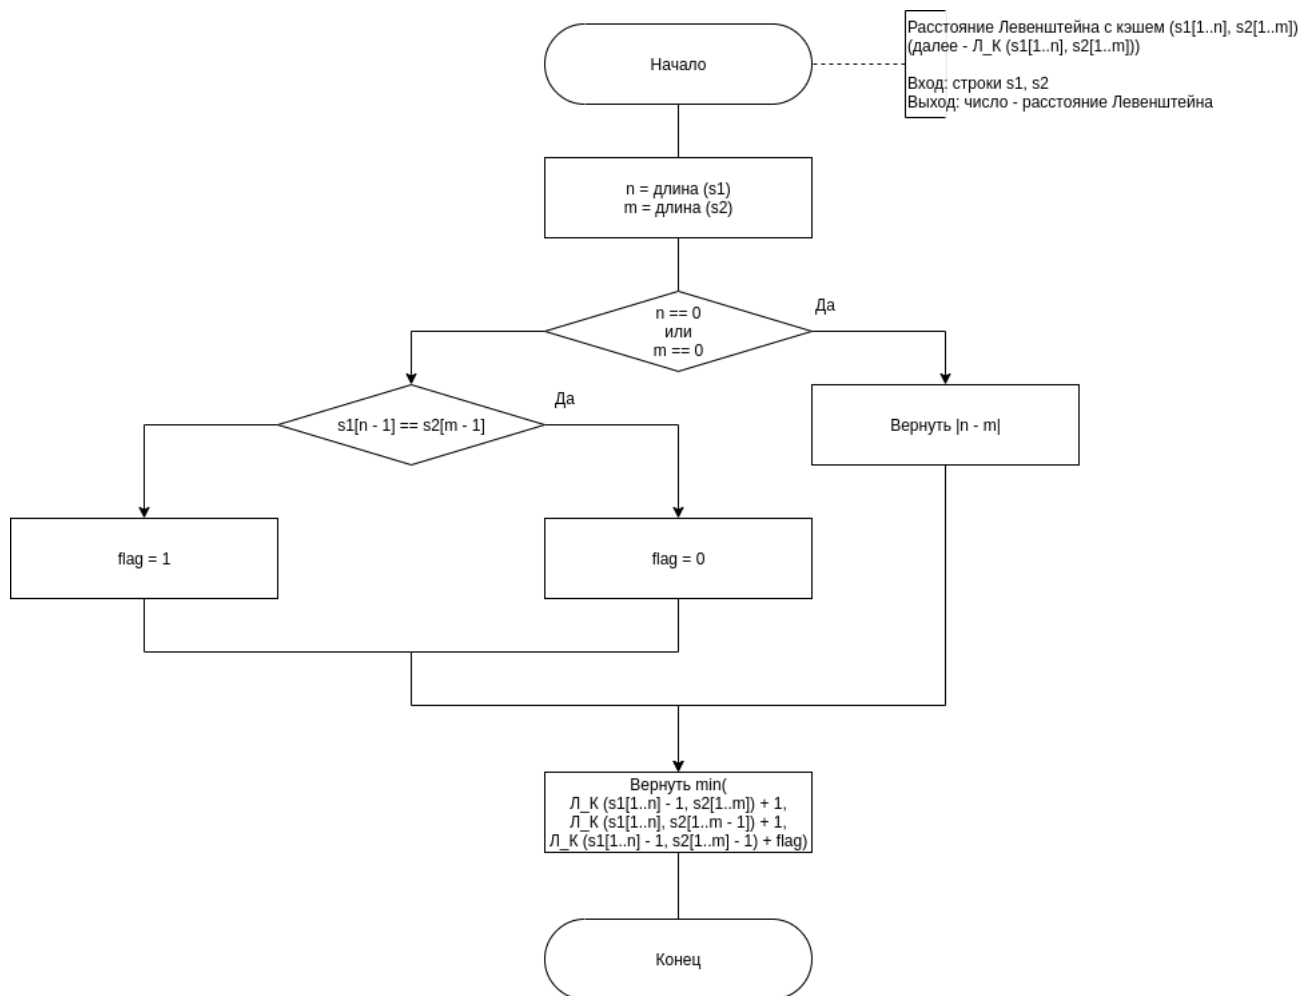 Расстояние Левенштейна с кэшем (s1[1..n], s2[1..m])
(далее - Л_К (s1[1..n], s2[1..m]))
Вход: строки s1, s2
Выход: число - расстояние Левенштейна
Начало
n = длина (s1)
m = длина (s2)
n == 0
или
m == 0
Да
s1[n - 1] == s2[m - 1]
Да
Вернуть |n - m|
flag = 1
flag = 0
Вернуть min(
Л_К (s1[1..n] - 1, s2[1..m]) + 1,
Л_К (s1[1..n], s2[1..m - 1]) + 1,
Л_К (s1[1..n] - 1, s2[1..m] - 1) + flag)
Конец